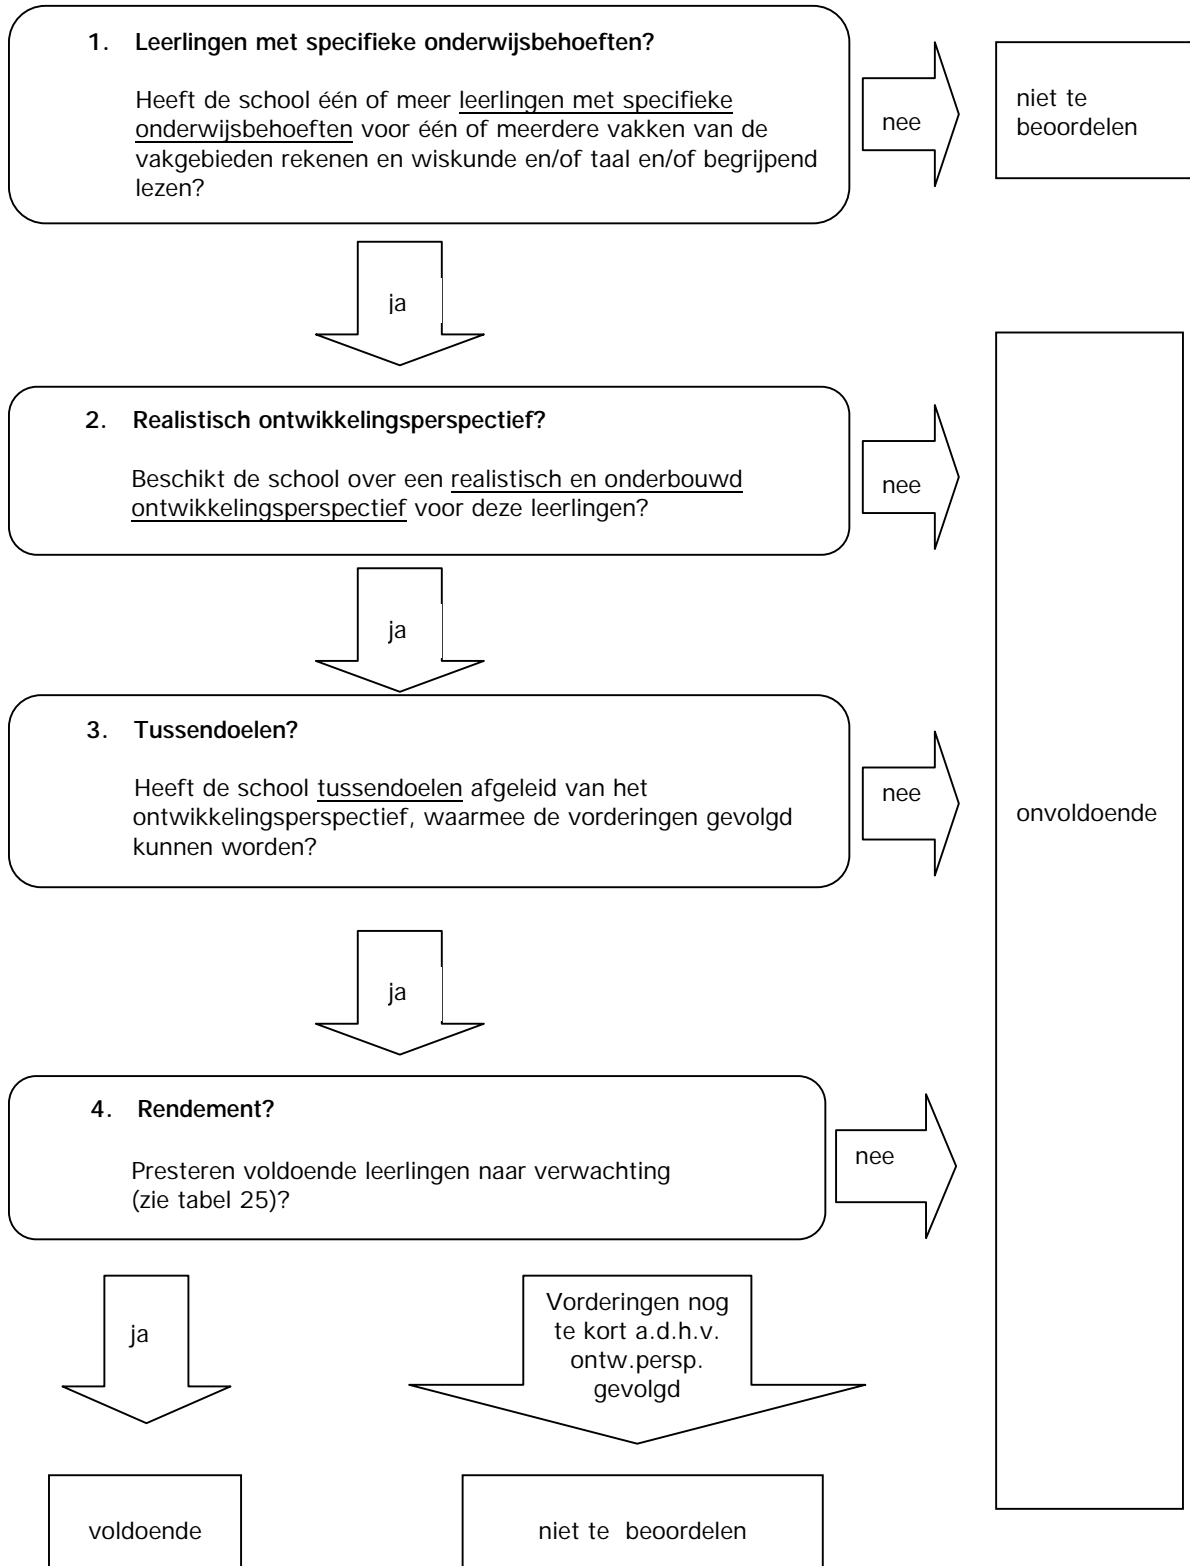 1. Leerlingen met specifieke onderwijsbehoeften?
Heeft de school één of meer leerlingen met specifieke
onderwijsbehoeften voor één of meerdere vakken van de
vakgebieden rekenen en wiskunde en/of taal en/of begrijpend
lezen?
nee
niet te
beoordelen
ja
2. Realistisch ontwikkelingsperspectief?
Beschikt de school over een realistisch en onderbouwd
ontwikkelingsperspectief voor deze leerlingen?
nee
ja
3. Tussendoelen?
Heeft de school tussendoelen afgeleid van het
ontwikkelingsperspectief, waarmee de vorderingen gevolgd
kunnen worden?
nee
onvoldoende
ja
4. Rendement?
Presteren voldoende leerlingen naar verwachting
(zie tabel 25)?
nee
ja
Vorderingen nog
te kort a.d.h.v.
ontw.persp.
gevolgd
voldoende
niet te beoordelen